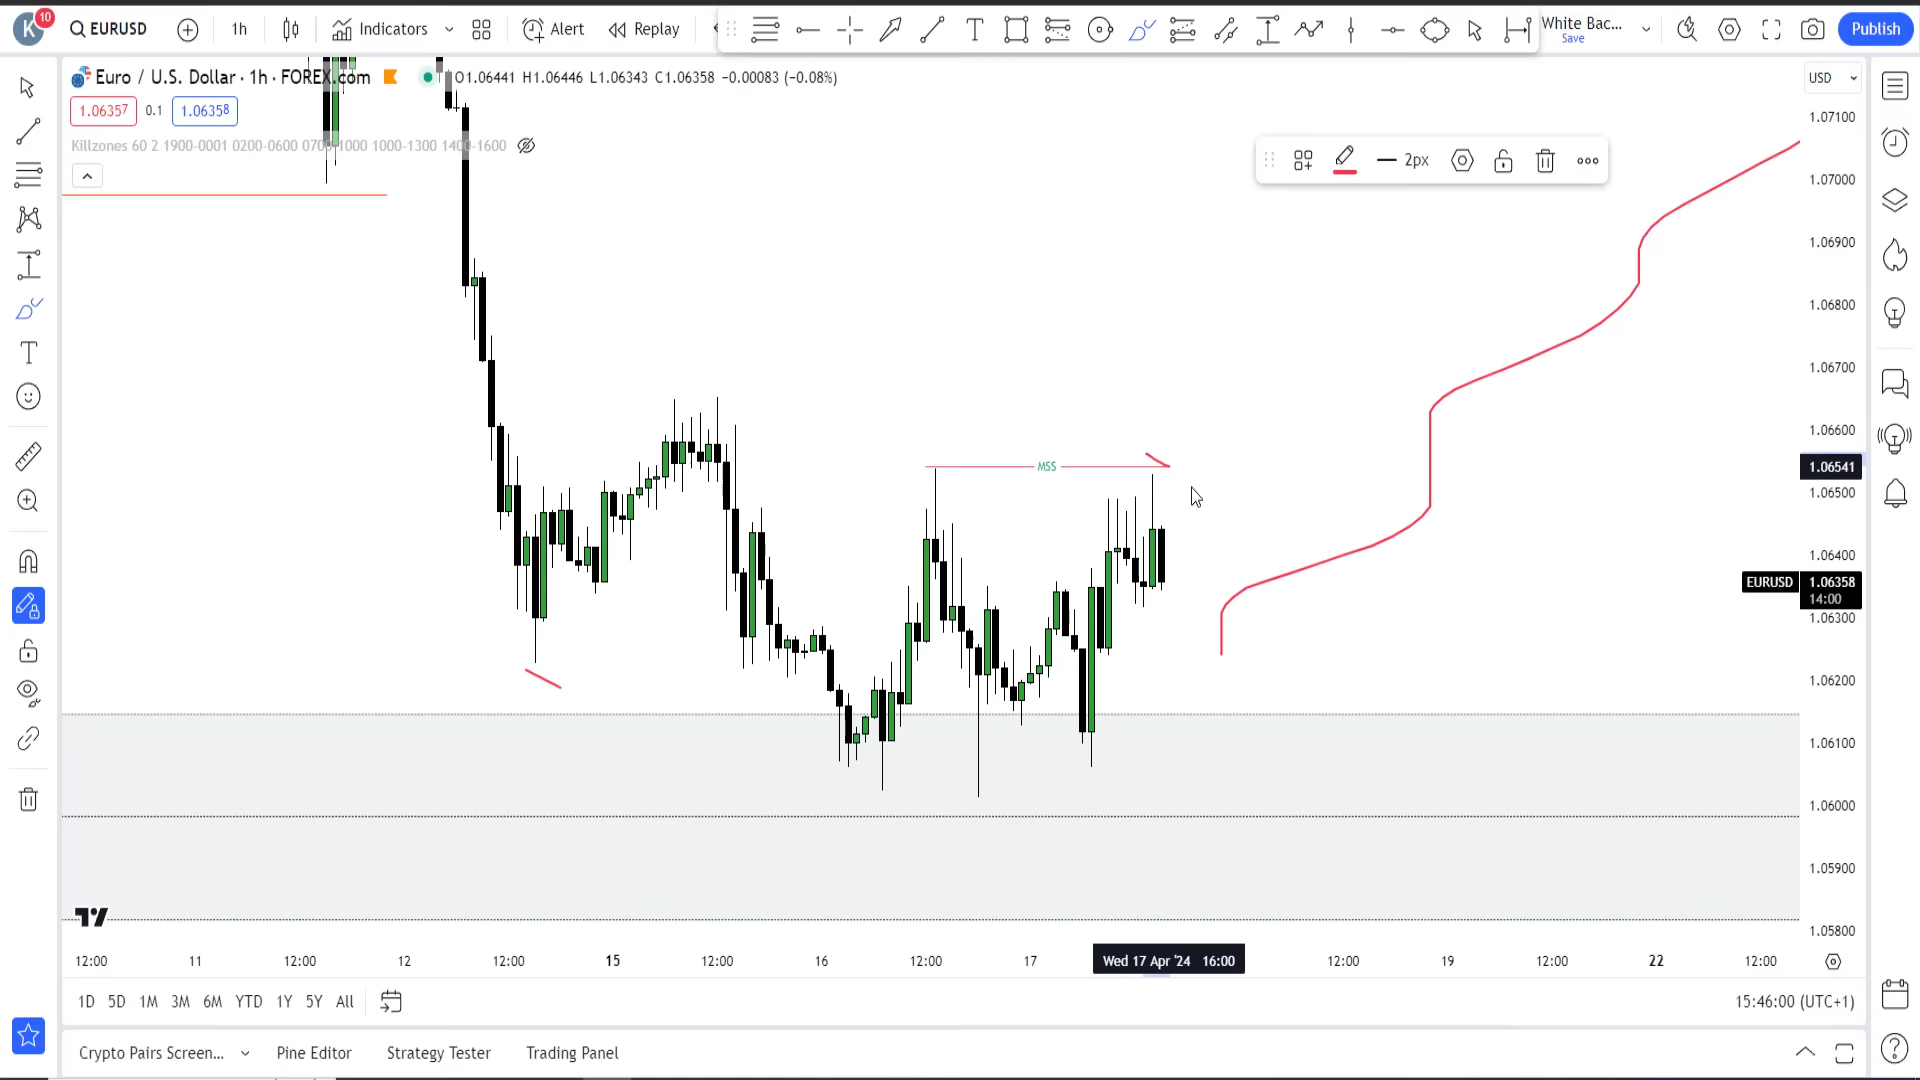 K 10 EURUSD 1h Indicators Alert Replay White Bac... Save Publish
Euro / U.S. Dollar · 1h · FOREX.com O1.06441 H1.06446 L1.06343 C1.06358 −0.00083 (−0.08%)
USD
1.06357 0.1 1.06358
1.07100
Killzones 60 2 1900-0001 0200-0600 0700-1000 1000-1300 1400-1600
2px
1.07000
1.06900
1.06800
1.06700
1.06600
MSS
1.06541
1.06500
1.06400
EURUSD 1.06358
14:00
1.06300
1.06200
1.06100
1.06000
1.05900
1.05800
12:00 11 12:00 12 12:00 15 12:00 16 12:00 17 Wed 17 Apr '24 16:00 12:00 19 12:00 22 12:00
1D 5D 1M 3M 6M YTD 1Y 5Y All 15:46:00 (UTC+1)
Crypto Pairs Screen... Pine Editor Strategy Tester Trading Panel